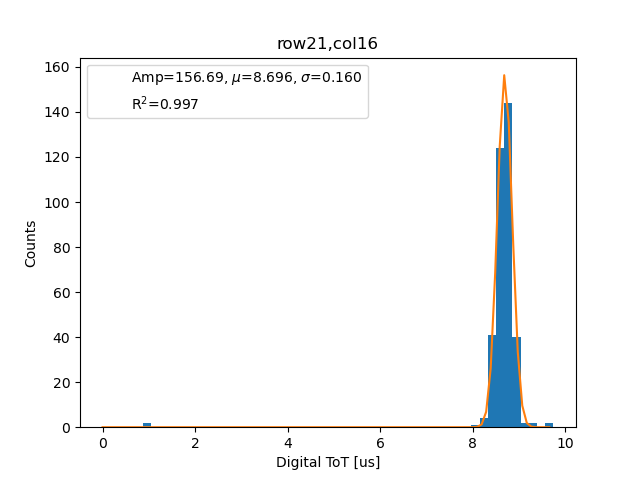 row21,col16
Amp=156.69, μ=8.696, σ=0.160
R²=0.997
160
140
120
100
80
60
40
20
0
Counts
0 2 4 6 8 10
Digital ToT [us]